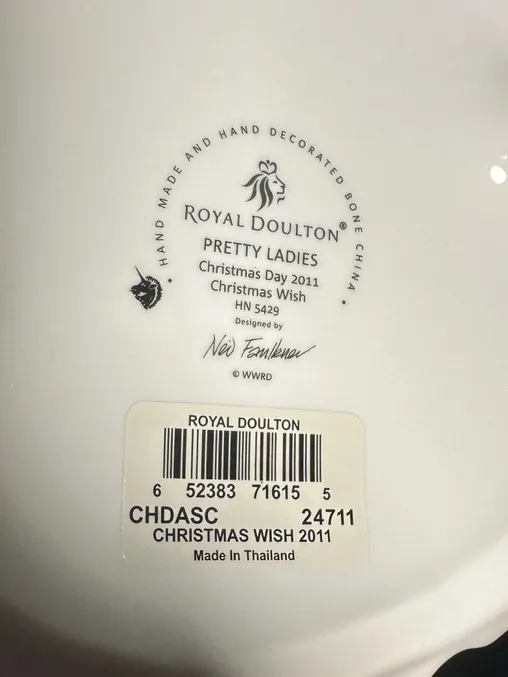 • HAND MADE AND HAND DECORATED BONE CHINA •
ROYAL DOULTON®
PRETTY LADIES
Christmas Day 2011
Christmas Wish
HN 5429
Designed by
Neil Faulkner
© WWRD
ROYAL DOULTON
6 52383 71615 5
CHDASC 24711
CHRISTMAS WISH 2011
Made In Thailand